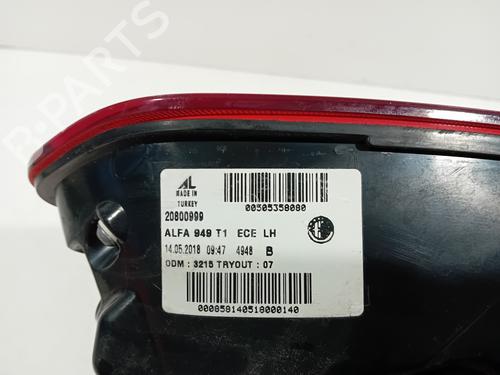 B-PARTS
AL
MADE IN
TURKEY
00505358080
20800999
ALFA 949 T1 ECE LH
14.05.2018 09:47 4948 B
ODM : 3215 TRYOUT : 07
000858140518000140